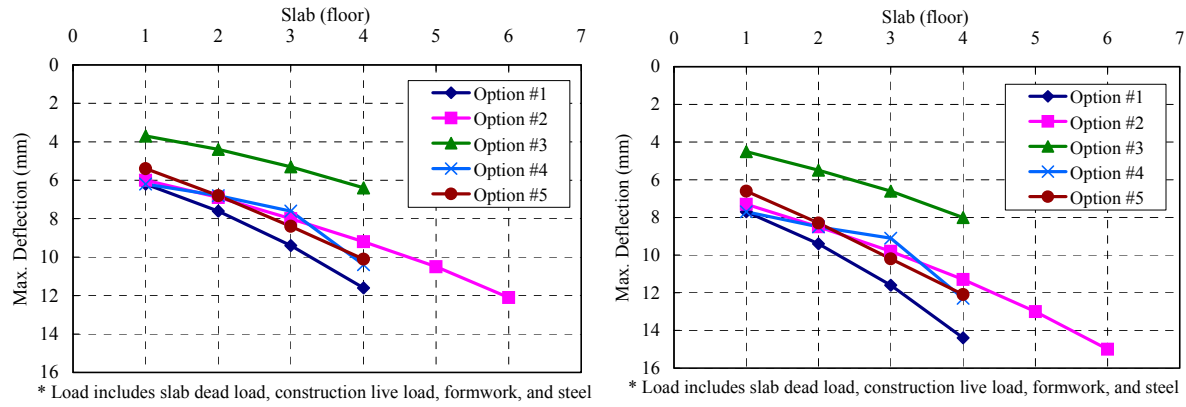 Slab (floor)
0 1 2 3 4 5 6 7
0
2
4
6
8
10
12
14
16
Max. Deflection (mm)
Option #1
Option #2
Option #3
Option #4
Option #5
* Load includes slab dead load, construction live load, formwork, and steel
Slab (floor)
0 1 2 3 4 5 6 7
0
2
4
6
8
10
12
14
16
Max. Deflection (mm)
Option #1
Option #2
Option #3
Option #4
Option #5
* Load includes slab dead load, construction live load, formwork, and steel